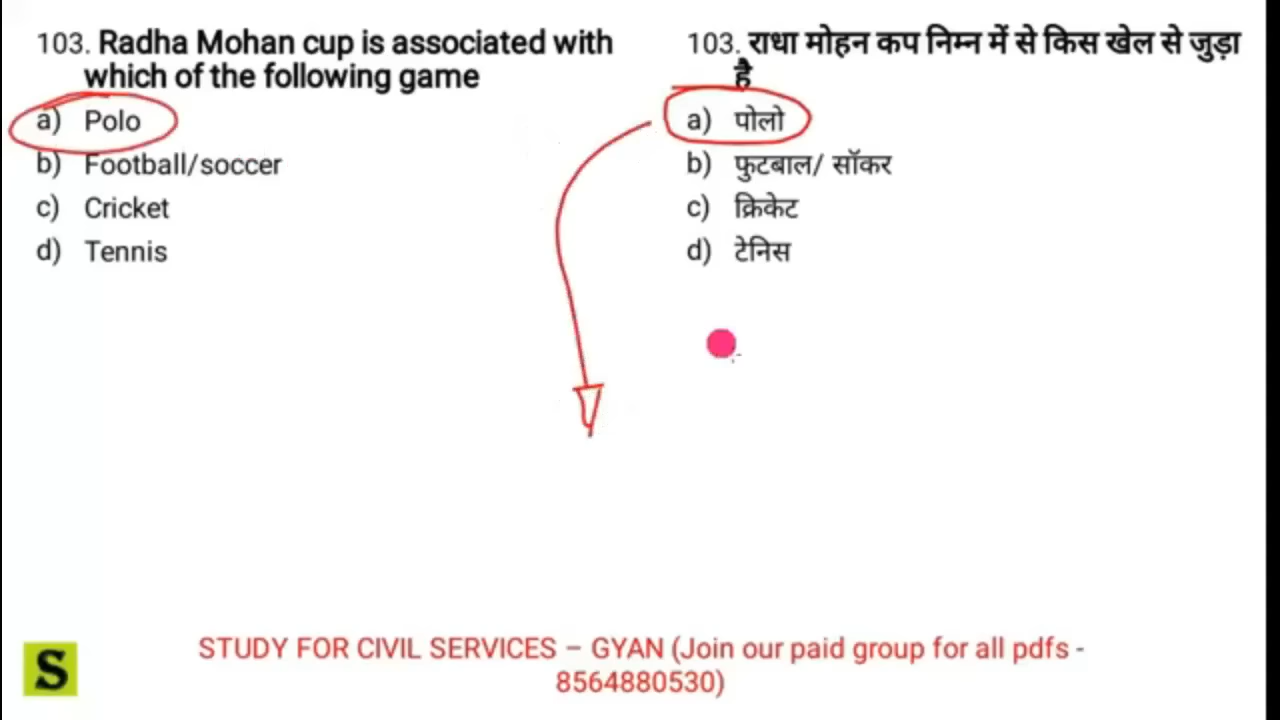 103. Radha Mohan cup is associated with
which of the following game
a) Polo
b) Football/soccer
c) Cricket
d) Tennis
103. राधा मोहन कप निम्न में से किस खेल से जुड़ा
है
a) पोलो
b) फुटबाल/ सॉकर
c) क्रिकेट
d) टेनिस
S
STUDY FOR CIVIL SERVICES – GYAN (Join our paid group for all pdfs -
8564880530)